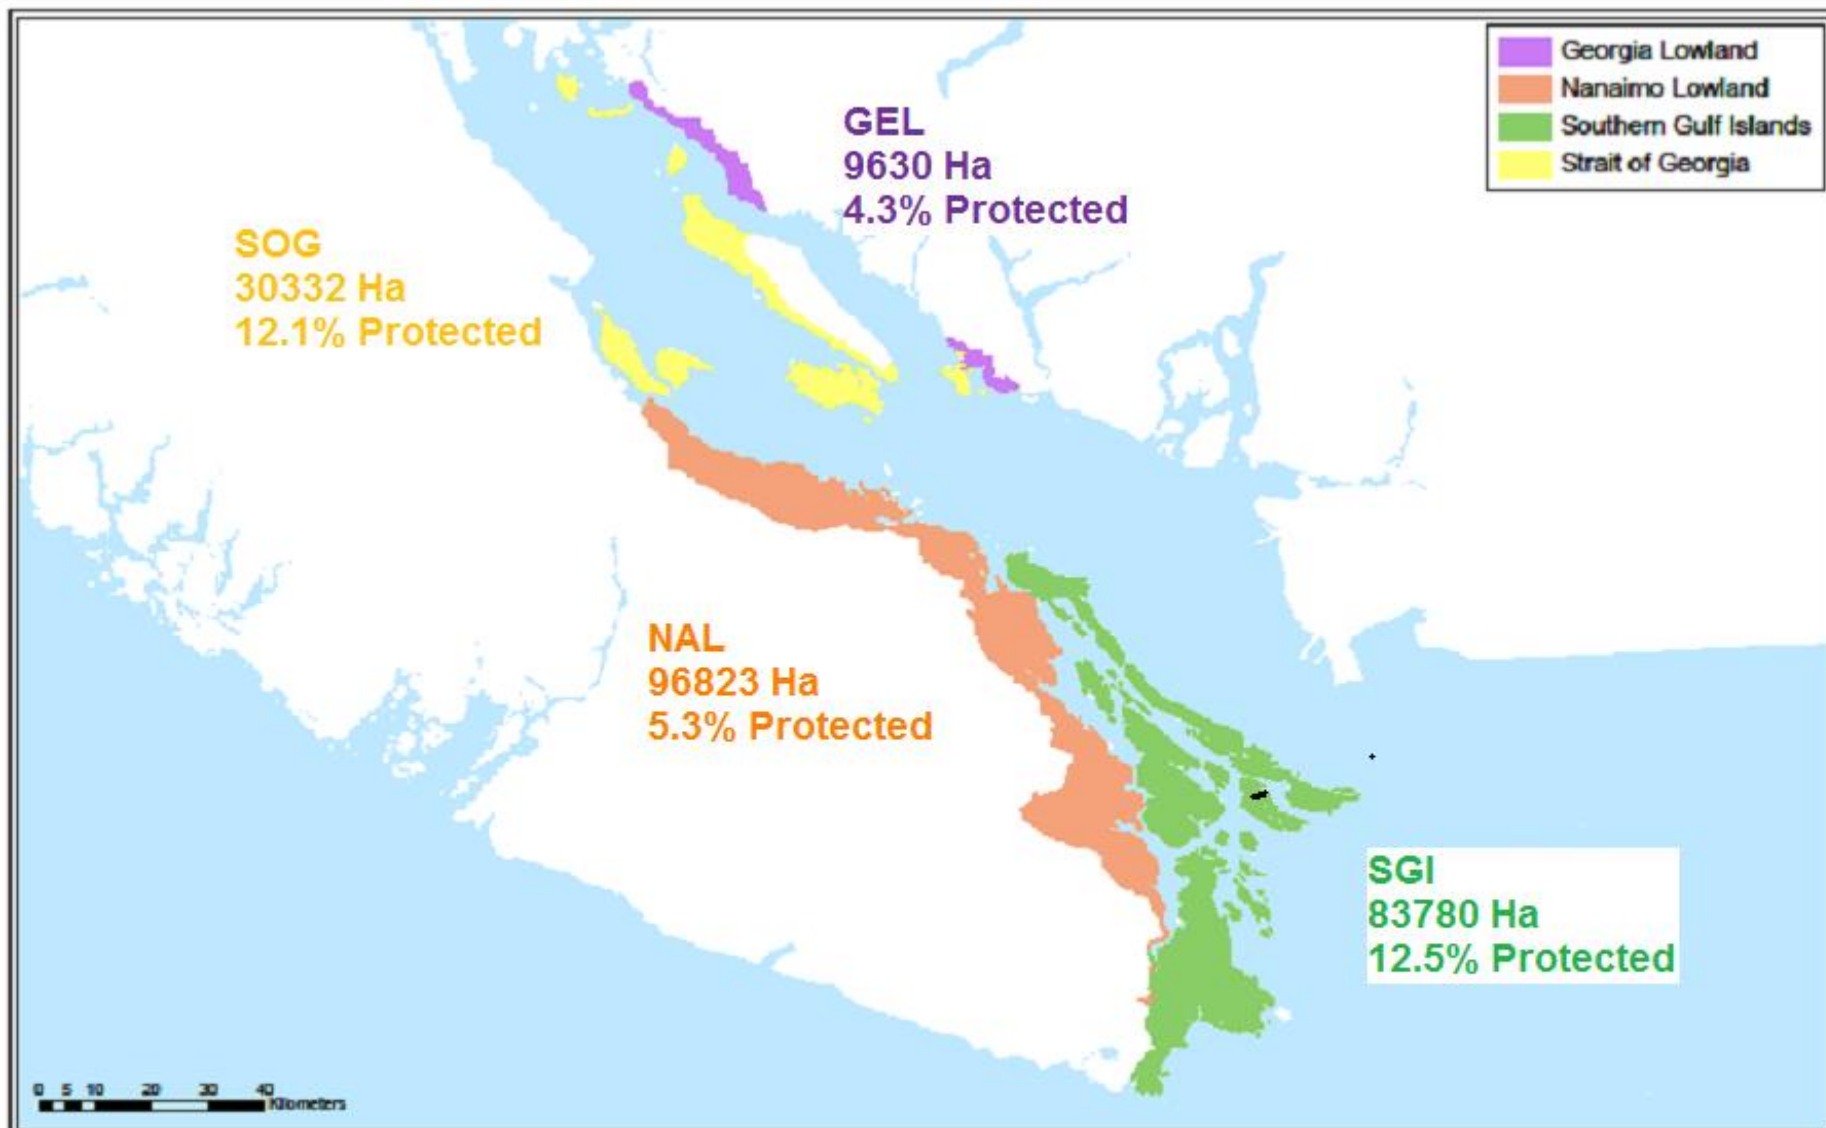 Georgia Lowland
Nanaimo Lowland
Southern Gulf Islands
Strait of Georgia
GEL
9630 Ha
4.3% Protected
SOG
30332 Ha
12.1% Protected
NAL
96823 Ha
5.3% Protected
SGI
83780 Ha
12.5% Protected
0 5 10 20 30 40
Kilometers